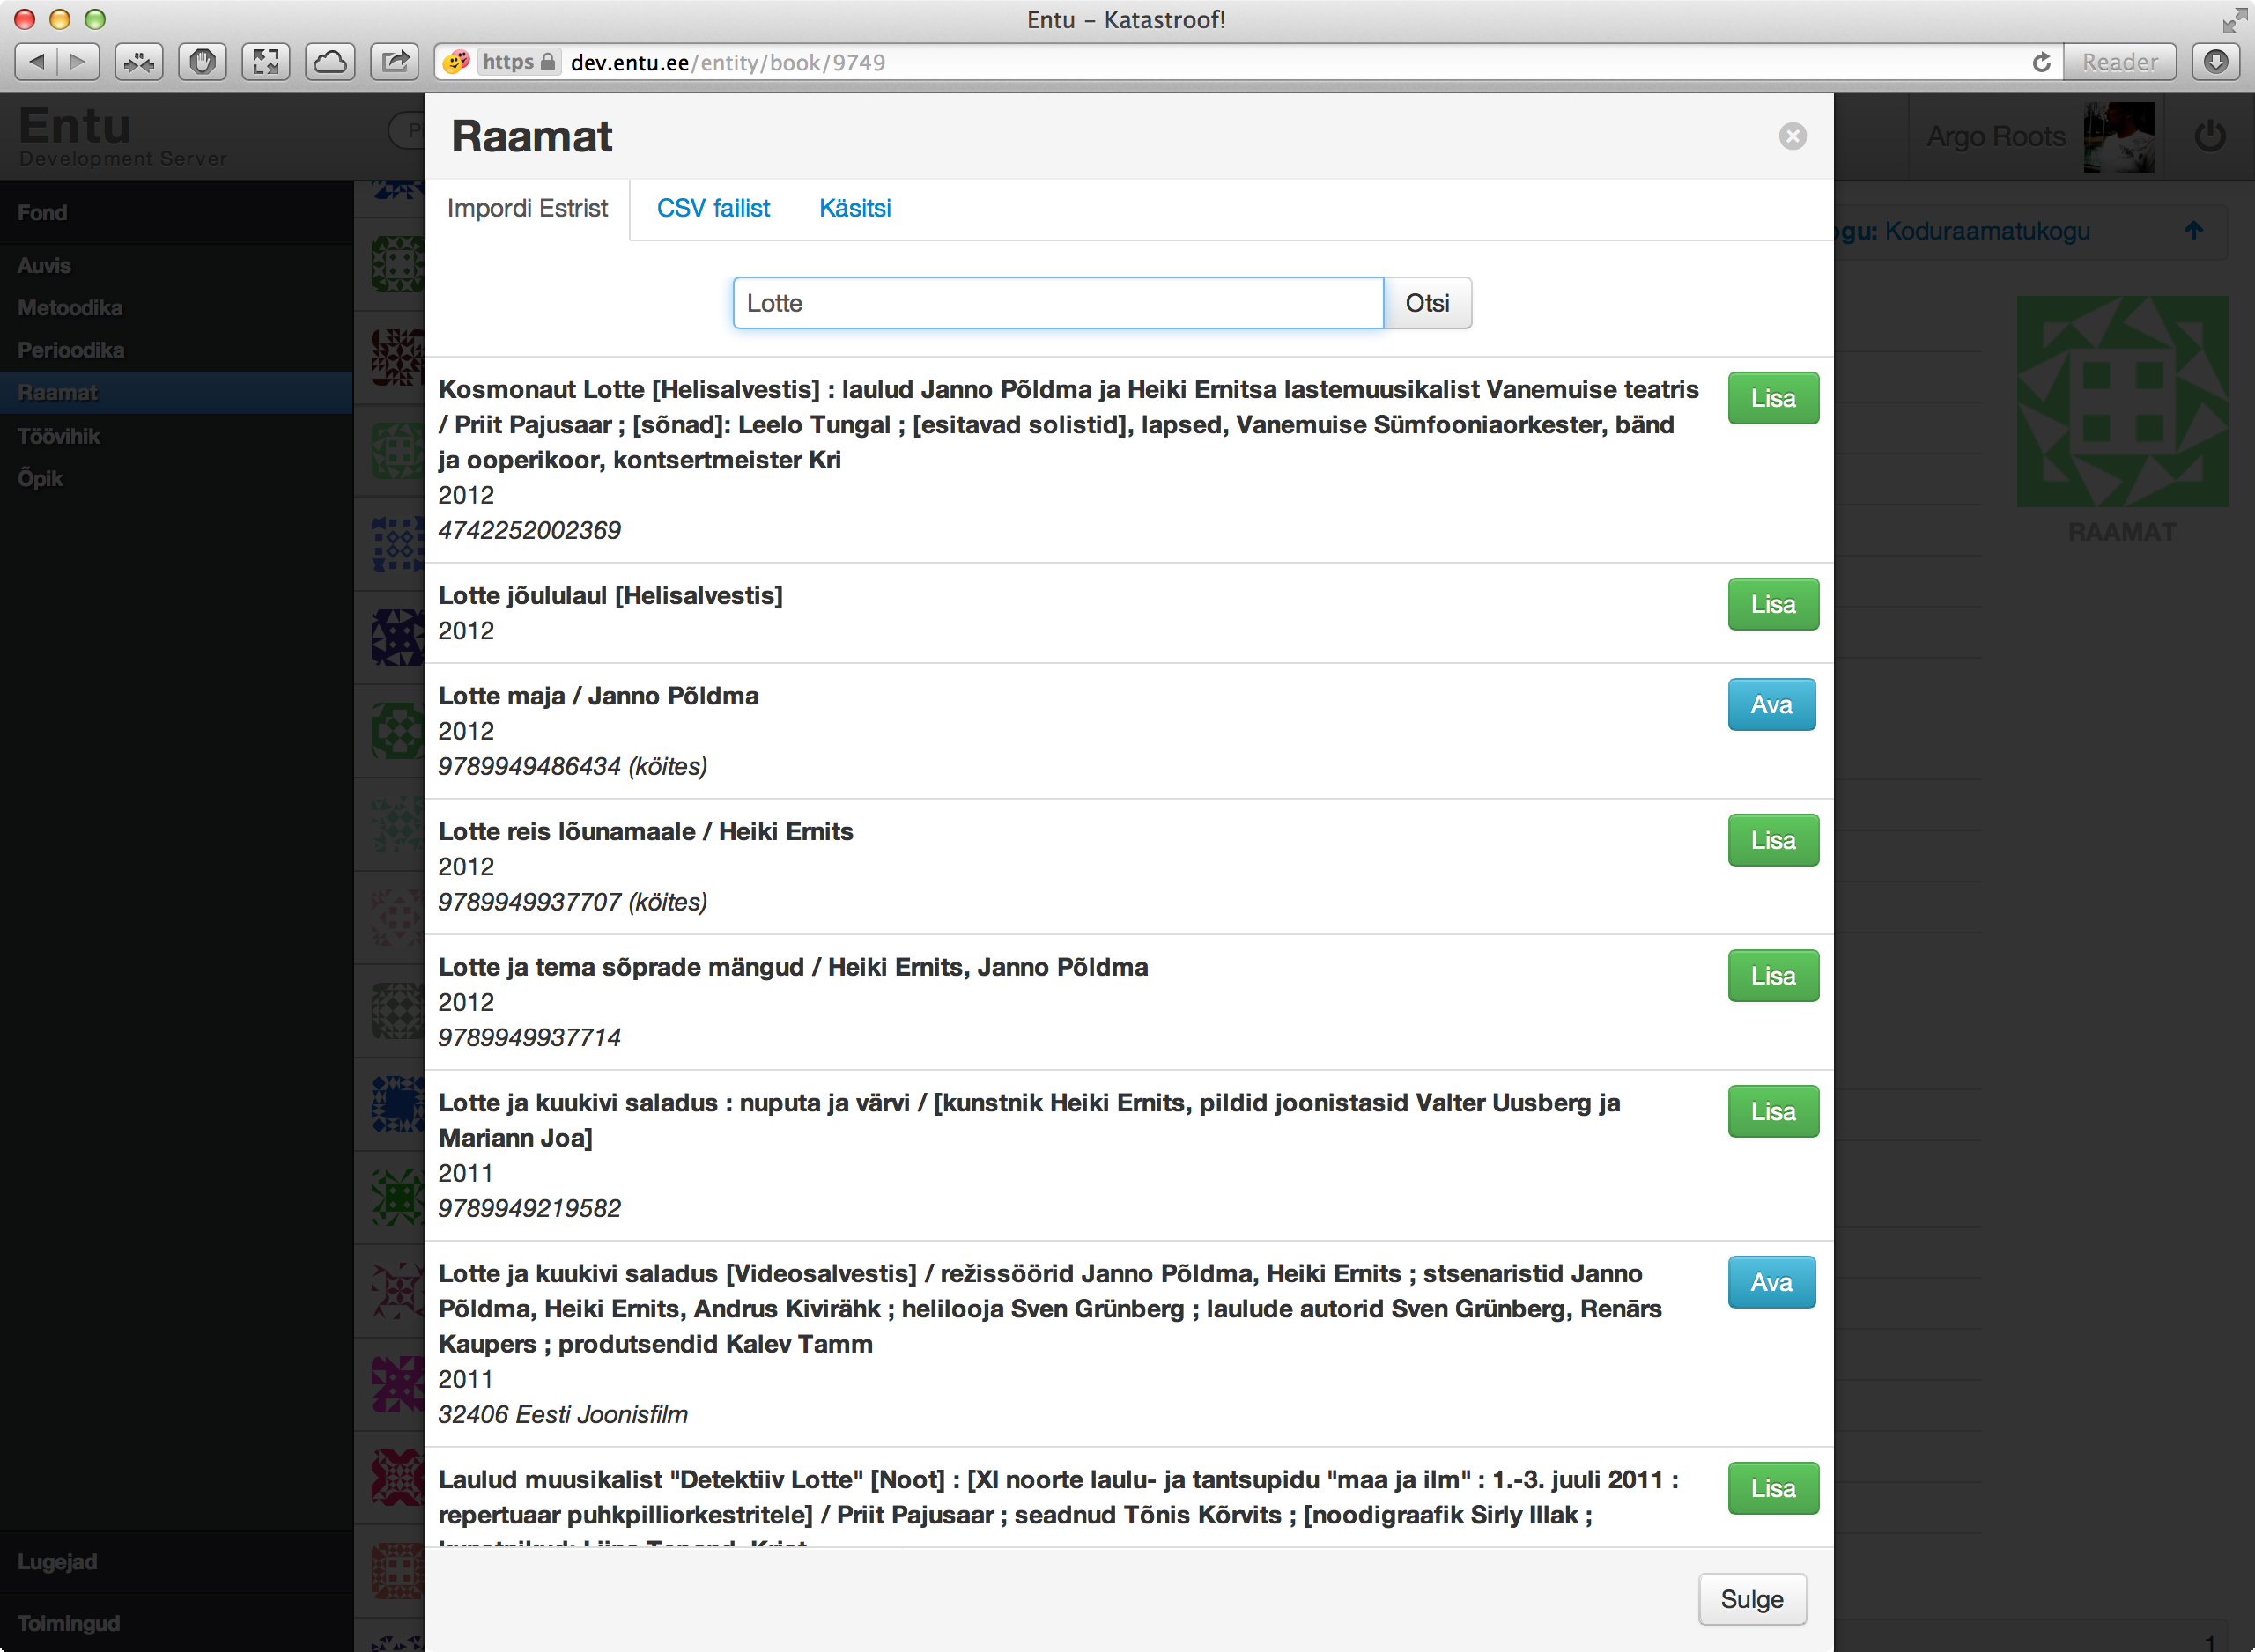 Entu – Katastroof!
https dev.entu.ee/entity/book/9749
Reader
Entu
Development Server
Argo Roots
Fond
Auvis
Metoodika
Perioodika
Raamat
Töövihik
Õpik
Lugejad
Toimingud
Koduraamatukogu
RAAMAT
1
Raamat
Impordi Estrist
CSV failist
Käsitsi
Lotte
Otsi
Kosmonaut Lotte [Helisalvestis] : laulud Janno Põldma ja Heiki Ernitsa lastemuusikalist Vanemuise teatris
/ Priit Pajusaar ; [sõnad]: Leelo Tungal ; [esitavad solistid], lapsed, Vanemuise Sümfooniaorkester, bänd
ja ooperikoor, kontsertmeister Kri
2012
4742252002369
Lisa
Lotte jõululaul [Helisalvestis]
2012
Lisa
Lotte maja / Janno Põldma
2012
9789949486434 (köites)
Ava
Lotte reis lõunamaale / Heiki Ernits
2012
9789949937707 (köites)
Lisa
Lotte ja tema sõprade mängud / Heiki Ernits, Janno Põldma
2012
9789949937714
Lisa
Lotte ja kuukivi saladus : nuputa ja värvi / [kunstnik Heiki Ernits, pildid joonistasid Valter Uusberg ja
Mariann Joa]
2011
9789949219582
Lisa
Lotte ja kuukivi saladus [Videosalvestis] / režissöörid Janno Põldma, Heiki Ernits ; stsenaristid Janno
Põldma, Heiki Ernits, Andrus Kivirähk ; helilooja Sven Grünberg ; laulude autorid Sven Grünberg, Renārs
Kaupers ; produtsendid Kalev Tamm
2011
32406 Eesti Joonisfilm
Ava
Laulud muusikalist "Detektiiv Lotte" [Noot] : [XI noorte laulu- ja tantsupidu "maa ja ilm" : 1.-3. juuli 2011 :
repertuaar puhkpilliorkestritele] / Priit Pajusaar ; seadnud Tõnis Kõrvits ; [noodigraafik Sirly Illak ;
Lisa
Sulge